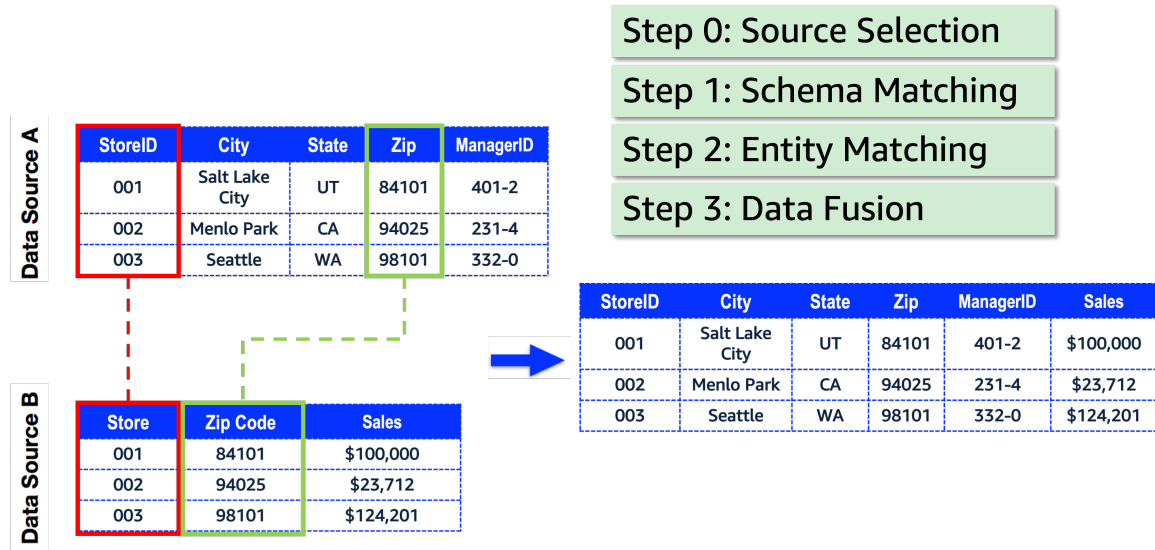 Step 0: Source Selection
Step 1: Schema Matching
Step 2: Entity Matching
Step 3: Data Fusion
Data Source A
StoreID City State Zip ManagerID
001 Salt Lake City UT 84101 401-2
002 Menlo Park CA 94025 231-4
003 Seattle WA 98101 332-0
Data Source B
Store Zip Code Sales
001 84101 $100,000
002 94025 $23,712
003 98101 $124,201
StoreID City State Zip ManagerID Sales
001 Salt Lake City UT 84101 401-2 $100,000
002 Menlo Park CA 94025 231-4 $23,712
003 Seattle WA 98101 332-0 $124,201